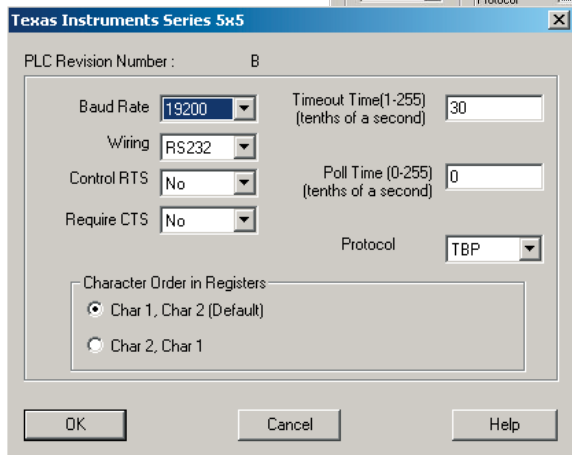 Protocol
Texas Instruments Series 5x5
PLC Revision Number : B
Baud Rate 19200
Timeout Time(1-255)
(tenths of a second) 30
Wiring RS232
Control RTS No
Poll Time (0-255)
(tenths of a second) 0
Require CTS No
Protocol TBP
Character Order in Registers
Char 1, Char 2 (Default)
Char 2, Char 1
OK Cancel Help